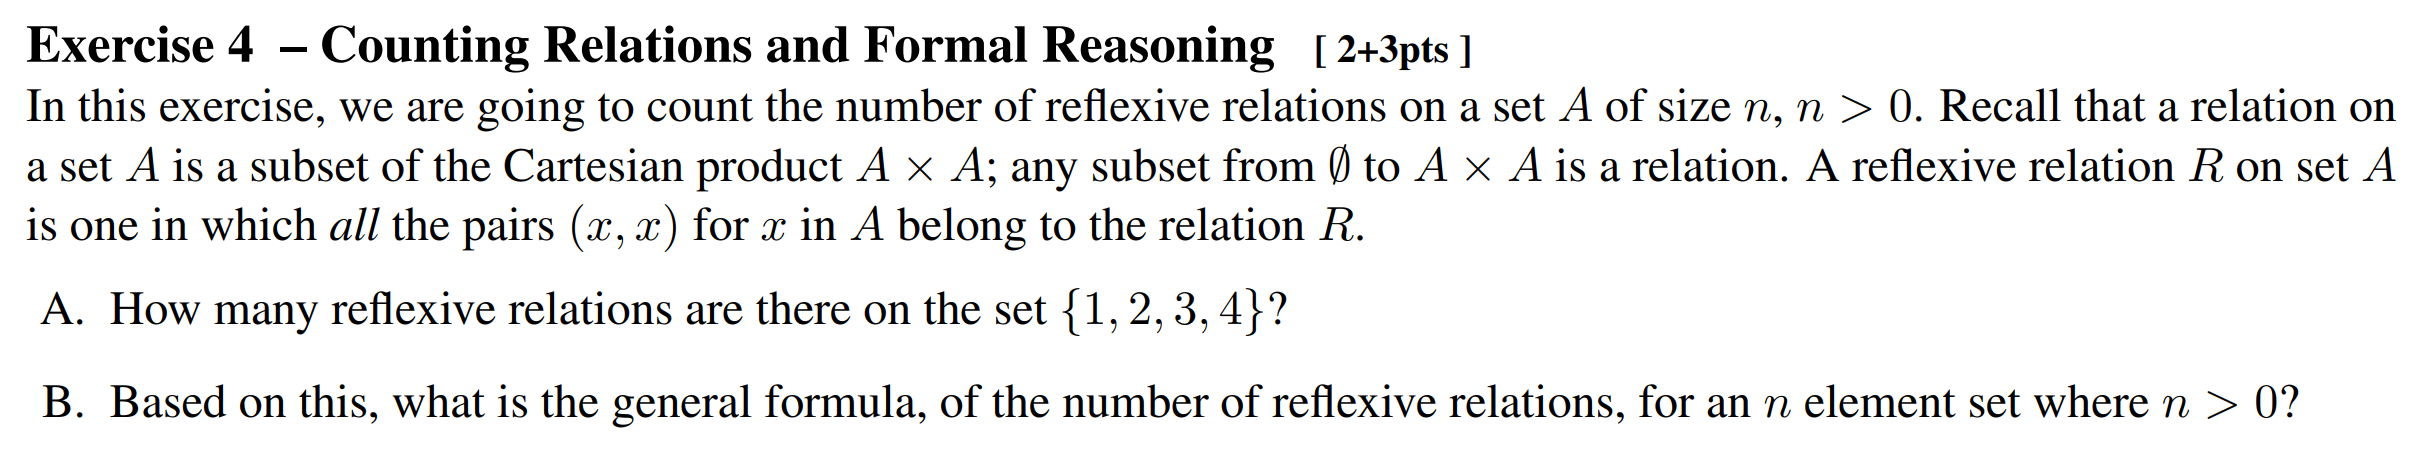 Exercise 4 – Counting Relations and Formal Reasoning [ 2+3pts ]
In this exercise, we are going to count the number of reflexive relations on a set A of size n, n > 0. Recall that a relation on
a set A is a subset of the Cartesian product A × A; any subset from ∅ to A × A is a relation. A reflexive relation R on set A
is one in which all the pairs (x, x) for x in A belong to the relation R.
A. How many reflexive relations are there on the set {1, 2, 3, 4}?
B. Based on this, what is the general formula, of the number of reflexive relations, for an n element set where n > 0?